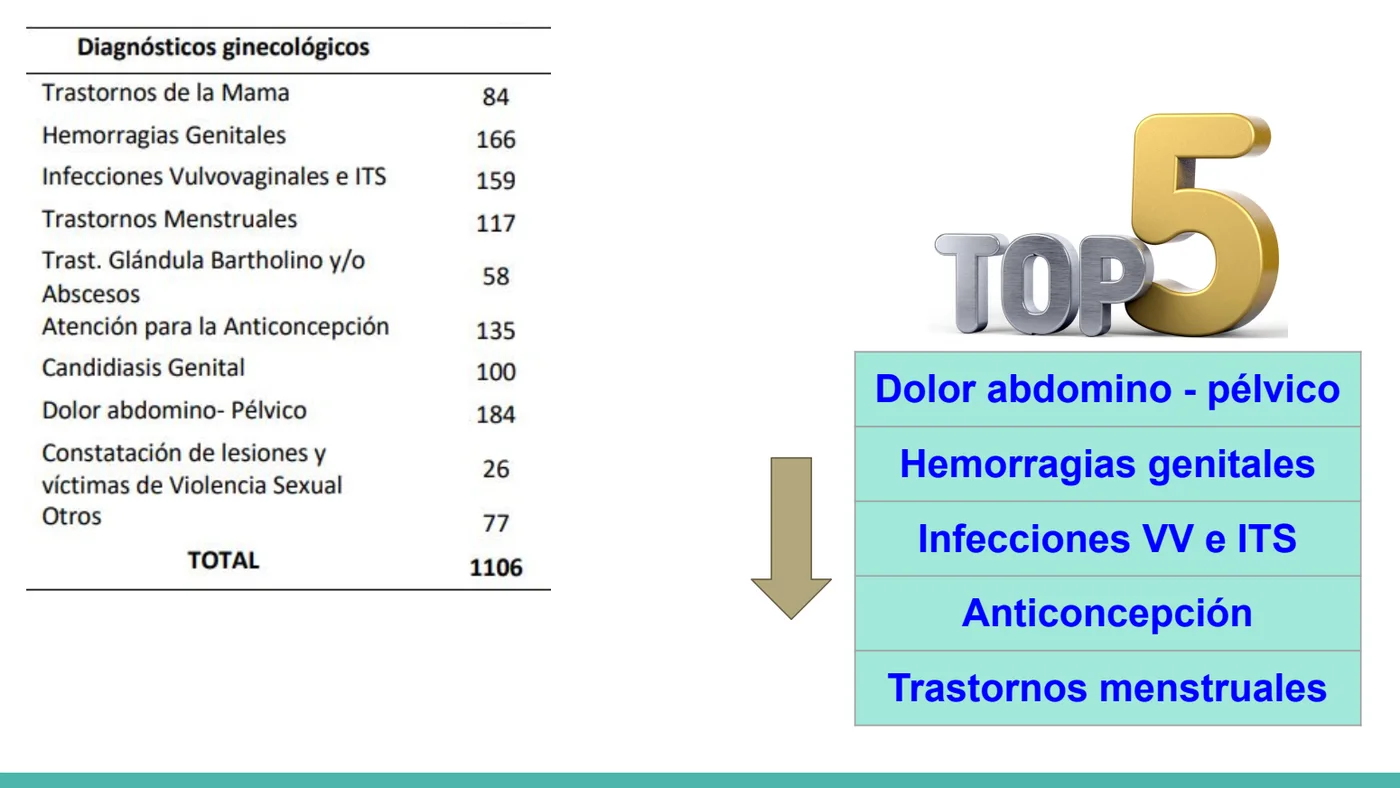 Diagnósticos ginecológicos
Trastornos de la Mama 84
Hemorragias Genitales 166
Infecciones Vulvovaginales e ITS 159
Trastornos Menstruales 117
Trast. Glándula Bartholino y/o
Abscesos 58
Atención para la Anticoncepción 135
Candidiasis Genital 100
Dolor abdomino- Pélvico 184
Constatación de lesiones y
víctimas de Violencia Sexual 26
Otros 77
TOTAL 1106
TOP 5
Dolor abdomino - pélvico
Hemorragias genitales
Infecciones VV e ITS
Anticoncepción
Trastornos menstruales